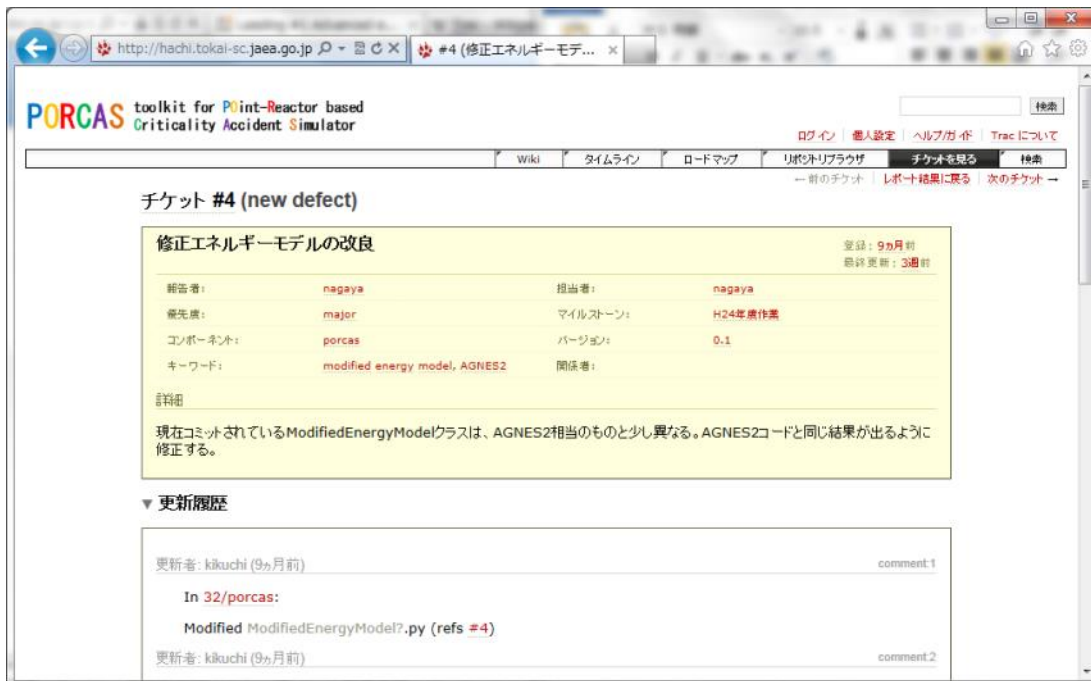 http://hachi.tokai-sc.jaea.go.jp
#4 (修正エネルギーモデ...
PORCAS toolkit for POint-Reactor based
Criticality Accident Simulator
検索
ログイン 個人設定 ヘルプ/ガイド Trac について
Wiki タイムライン ロードマップ リポジトリブラウザ チケットを見る 検索
← 前のチケット レポート結果に戻る 次のチケット →
チケット #4 (new defect)
修正エネルギーモデルの改良
登録: 9ヵ月前
最終更新: 3週前
報告者: nagaya 担当者: nagaya
優先度: major マイルストーン: H24年度作業
コンポーネント: porcas バージョン: 0.1
キーワード: modified energy model, AGNES2 関係者:
詳細
現在コミットされているModifiedEnergyModelクラスは、AGNES2相当のものと少し異なる。AGNES2コードと同じ結果が出るように
修正する。
▼ 更新履歴
更新者: kikuchi (9ヵ月前) comment:1
In 32/porcas:
Modified ModifiedEnergyModel?.py (refs #4)
更新者: kikuchi (9ヵ月前) comment:2